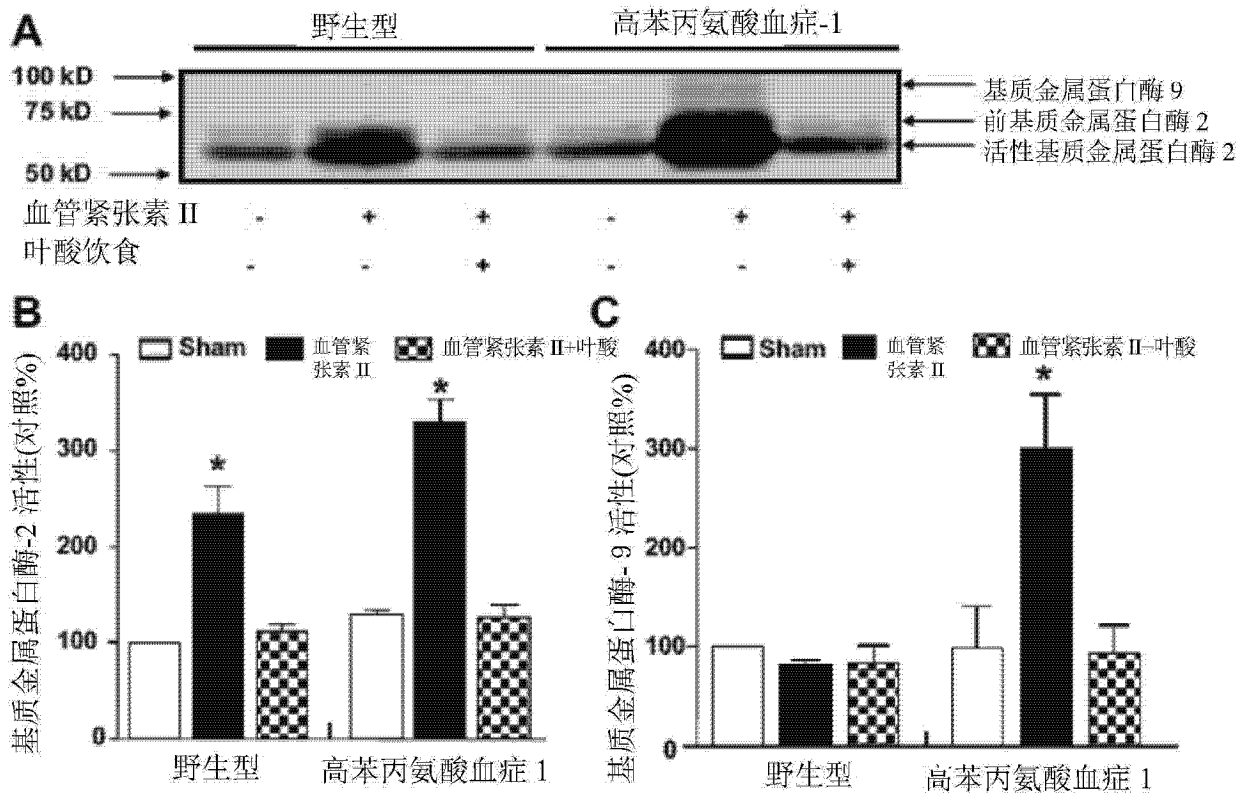 A
野生型
高苯丙氨酸血症-1
100 kD
75 kD
50 kD
基质金属蛋白酶 9
前基质金属蛋白酶 2
活性基质金属蛋白酶 2
血管紧张素 II - + + - + +
叶酸饮食 - - + - - +
B
Sham
血管紧
张素 II
血管紧张素 II+叶酸
基质金属蛋白酶-2 活性(对照%)
400
300
200
100
0
*
*
野生型
高苯丙氨酸血症 1
C
Sham
血管紧
张素 II
血管紧张素 II-叶酸
基质金属蛋白酶- 9 活性(对照%)
400
300
200
100
0
*
野生型
高苯丙氨酸血症 1